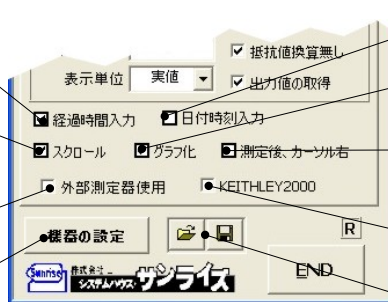 抵抗値換算無し
表示単位 実値 出力値の取得
経過時間入力 日付時刻入力
スクロール グラフ化 測定後、カーソル右
外部測定器使用 KEITHLEY2000
機器の設定 R
Sunrise 株式会社 システムハウス サンライズ END